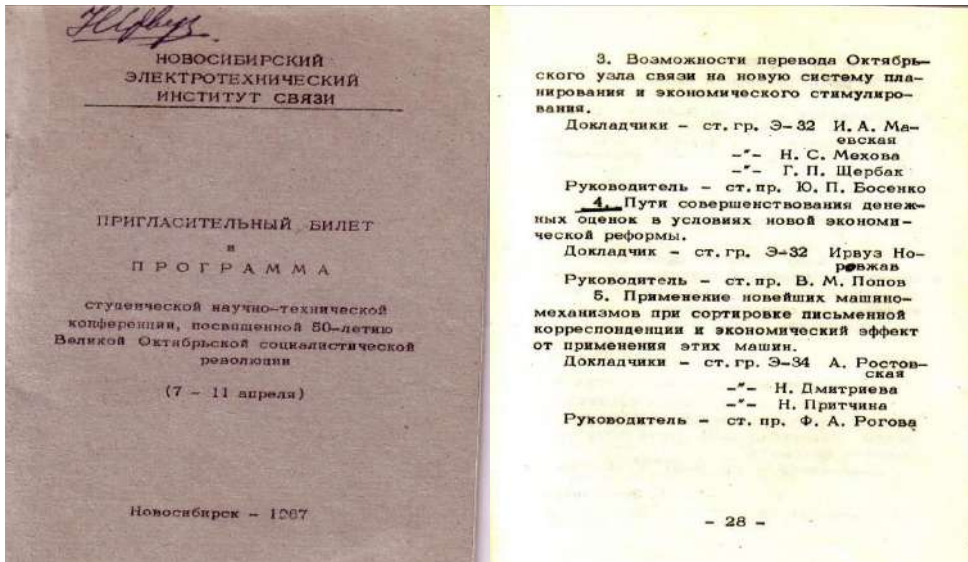 НОВОСИБИРСКИЙ
ЭЛЕКТРОТЕХНИЧЕСКИЙ
ИНСТИТУТ СВЯЗИ
ПРИГЛАСИТЕЛЬНЫЙ БИЛЕТ
и
ПРОГРАММА
студенческой научно-технической
конференции, посвященной 50-летию
Великой Октябрьской социалистической
революции
(7 - 11 апреля)
Новосибирск - 1967
3. Возможности перевода Октябрь-
ского узла связи на новую систему пла-
нирования и экономического стимулиро-
вания.
Докладчики - ст. гр. Э-32 И. А. Ма-
евская
-"- Н. С. Мехова
-"- Г. П. Щербак
Руководитель - ст. пр. Ю. П. Босенко
4. Пути совершенствования денеж-
ных оценок в условиях новой экономи-
ческой реформы.
Докладчик - ст. гр. Э-32 Ирвуз Но-
ровжав
Руководитель - ст. пр. В. М. Попов
5. Применение новейших машино-
механизмов при сортировке письменной
корреспонденции и экономический эффект
от применения этих машин.
Докладчики - ст. гр. Э-34 А. Ростов-
ская
-"- Н. Дмитриева
-"- Н. Притчина
Руководитель - ст. пр. Ф. А. Рогова
- 28 -